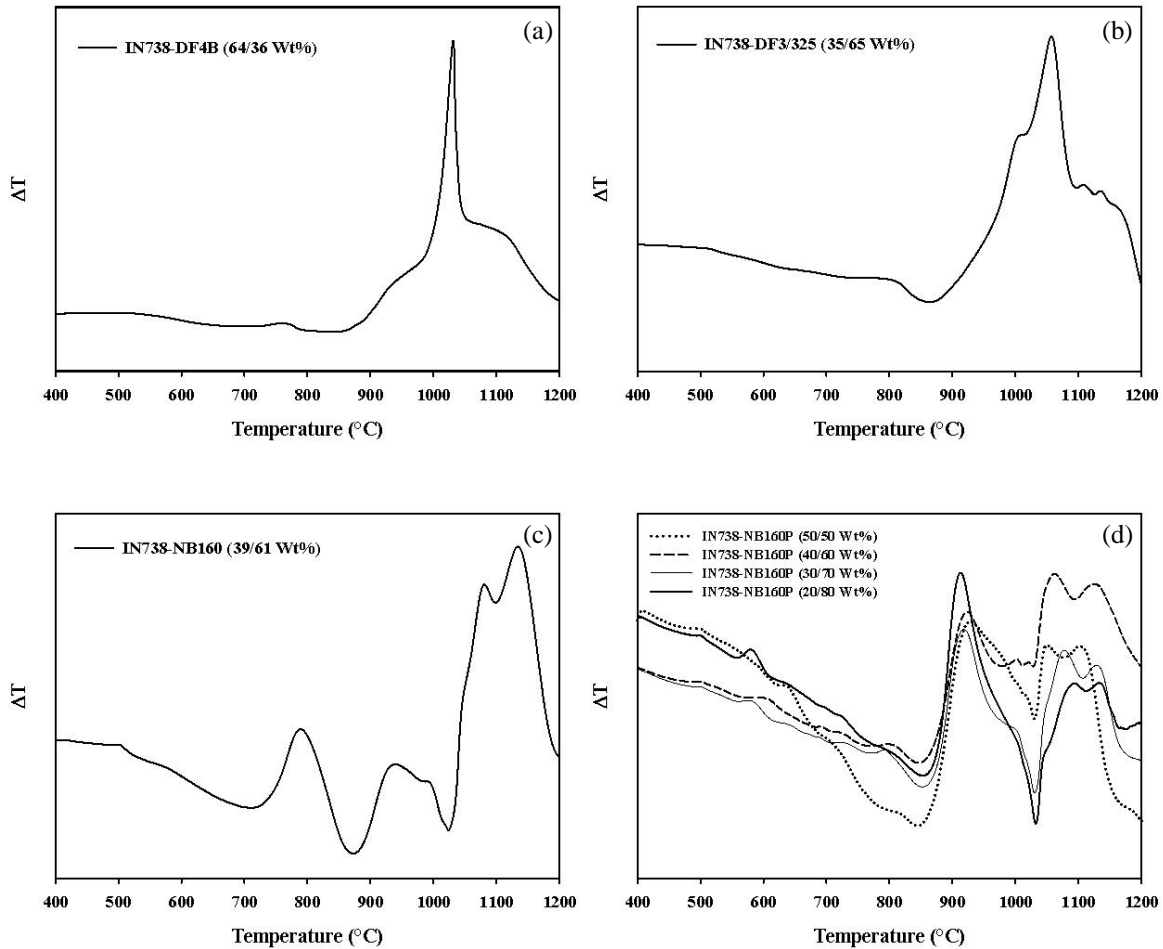 (a)
IN738-DF4B (64/36 Wt%)
ΔT
400 500 600 700 800 900 1000 1100 1200
Temperature (°C)
(b)
IN738-DF3/325 (35/65 Wt%)
ΔT
400 500 600 700 800 900 1000 1100 1200
Temperature (°C)
(c)
IN738-NB160 (39/61 Wt%)
ΔT
400 500 600 700 800 900 1000 1100 1200
Temperature (°C)
(d)
IN738-NB160P (50/50 Wt%)
IN738-NB160P (40/60 Wt%)
IN738-NB160P (30/70 Wt%)
IN738-NB160P (20/80 Wt%)
ΔT
400 500 600 700 800 900 1000 1100 1200
Temperature (°C)